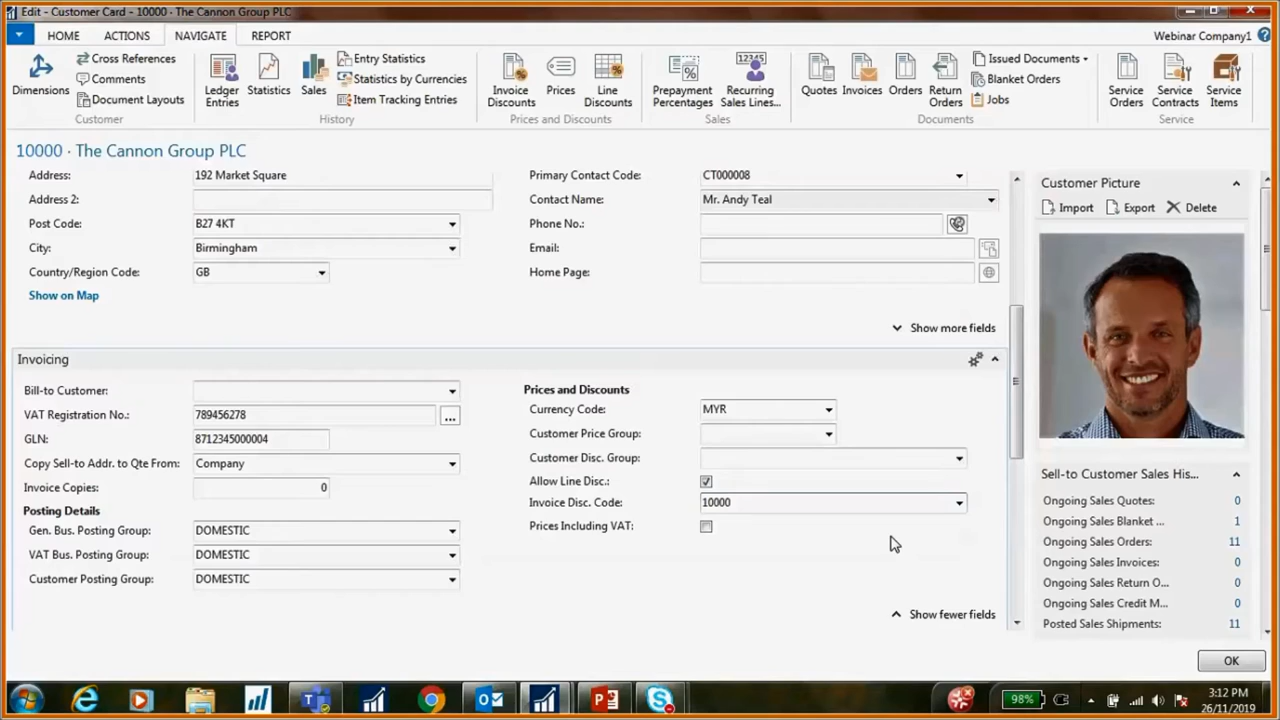 Edit - Customer Card - 10000 · The Cannon Group PLC
HOME ACTIONS NAVIGATE REPORT
Webinar Company1
Dimensions
Cross References
Comments
Document Layouts
Customer
Ledger Entries
Statistics
Sales
Entry Statistics
Statistics by Currencies
Item Tracking Entries
History
Invoice Discounts
Prices
Line Discounts
Prices and Discounts
Prepayment Percentages
12345
Recurring Sales Lines...
Sales
Quotes
Invoices
Orders
Return Orders
Issued Documents
Blanket Orders
Jobs
Documents
Service Orders
Service Contracts
Service Items
Service
10000 · The Cannon Group PLC
Address: 192 Market Square
Address 2:
Post Code: B27 4KT
City: Birmingham
Country/Region Code: GB
Show on Map
Primary Contact Code: CT000008
Contact Name: Mr. Andy Teal
Phone No.:
Email:
Home Page:
Show more fields
Invoicing
Bill-to Customer:
VAT Registration No.: 789456278
GLN: 8712345000004
Copy Sell-to Addr. to Qte From: Company
Invoice Copies: 0
Posting Details
Gen. Bus. Posting Group: DOMESTIC
VAT Bus. Posting Group: DOMESTIC
Customer Posting Group: DOMESTIC
Prices and Discounts
Currency Code: MYR
Customer Price Group:
Customer Disc. Group:
Allow Line Disc.:
Invoice Disc. Code: 10000
Prices Including VAT:
Show fewer fields
Customer Picture
Import Export Delete
Sell-to Customer Sales His...
Ongoing Sales Quotes: 0
Ongoing Sales Blanket ... 1
Ongoing Sales Orders: 11
Ongoing Sales Invoices: 0
Ongoing Sales Return O... 0
Ongoing Sales Credit M... 0
Posted Sales Shipments: 11
OK
98%
3:12 PM
26/11/2019